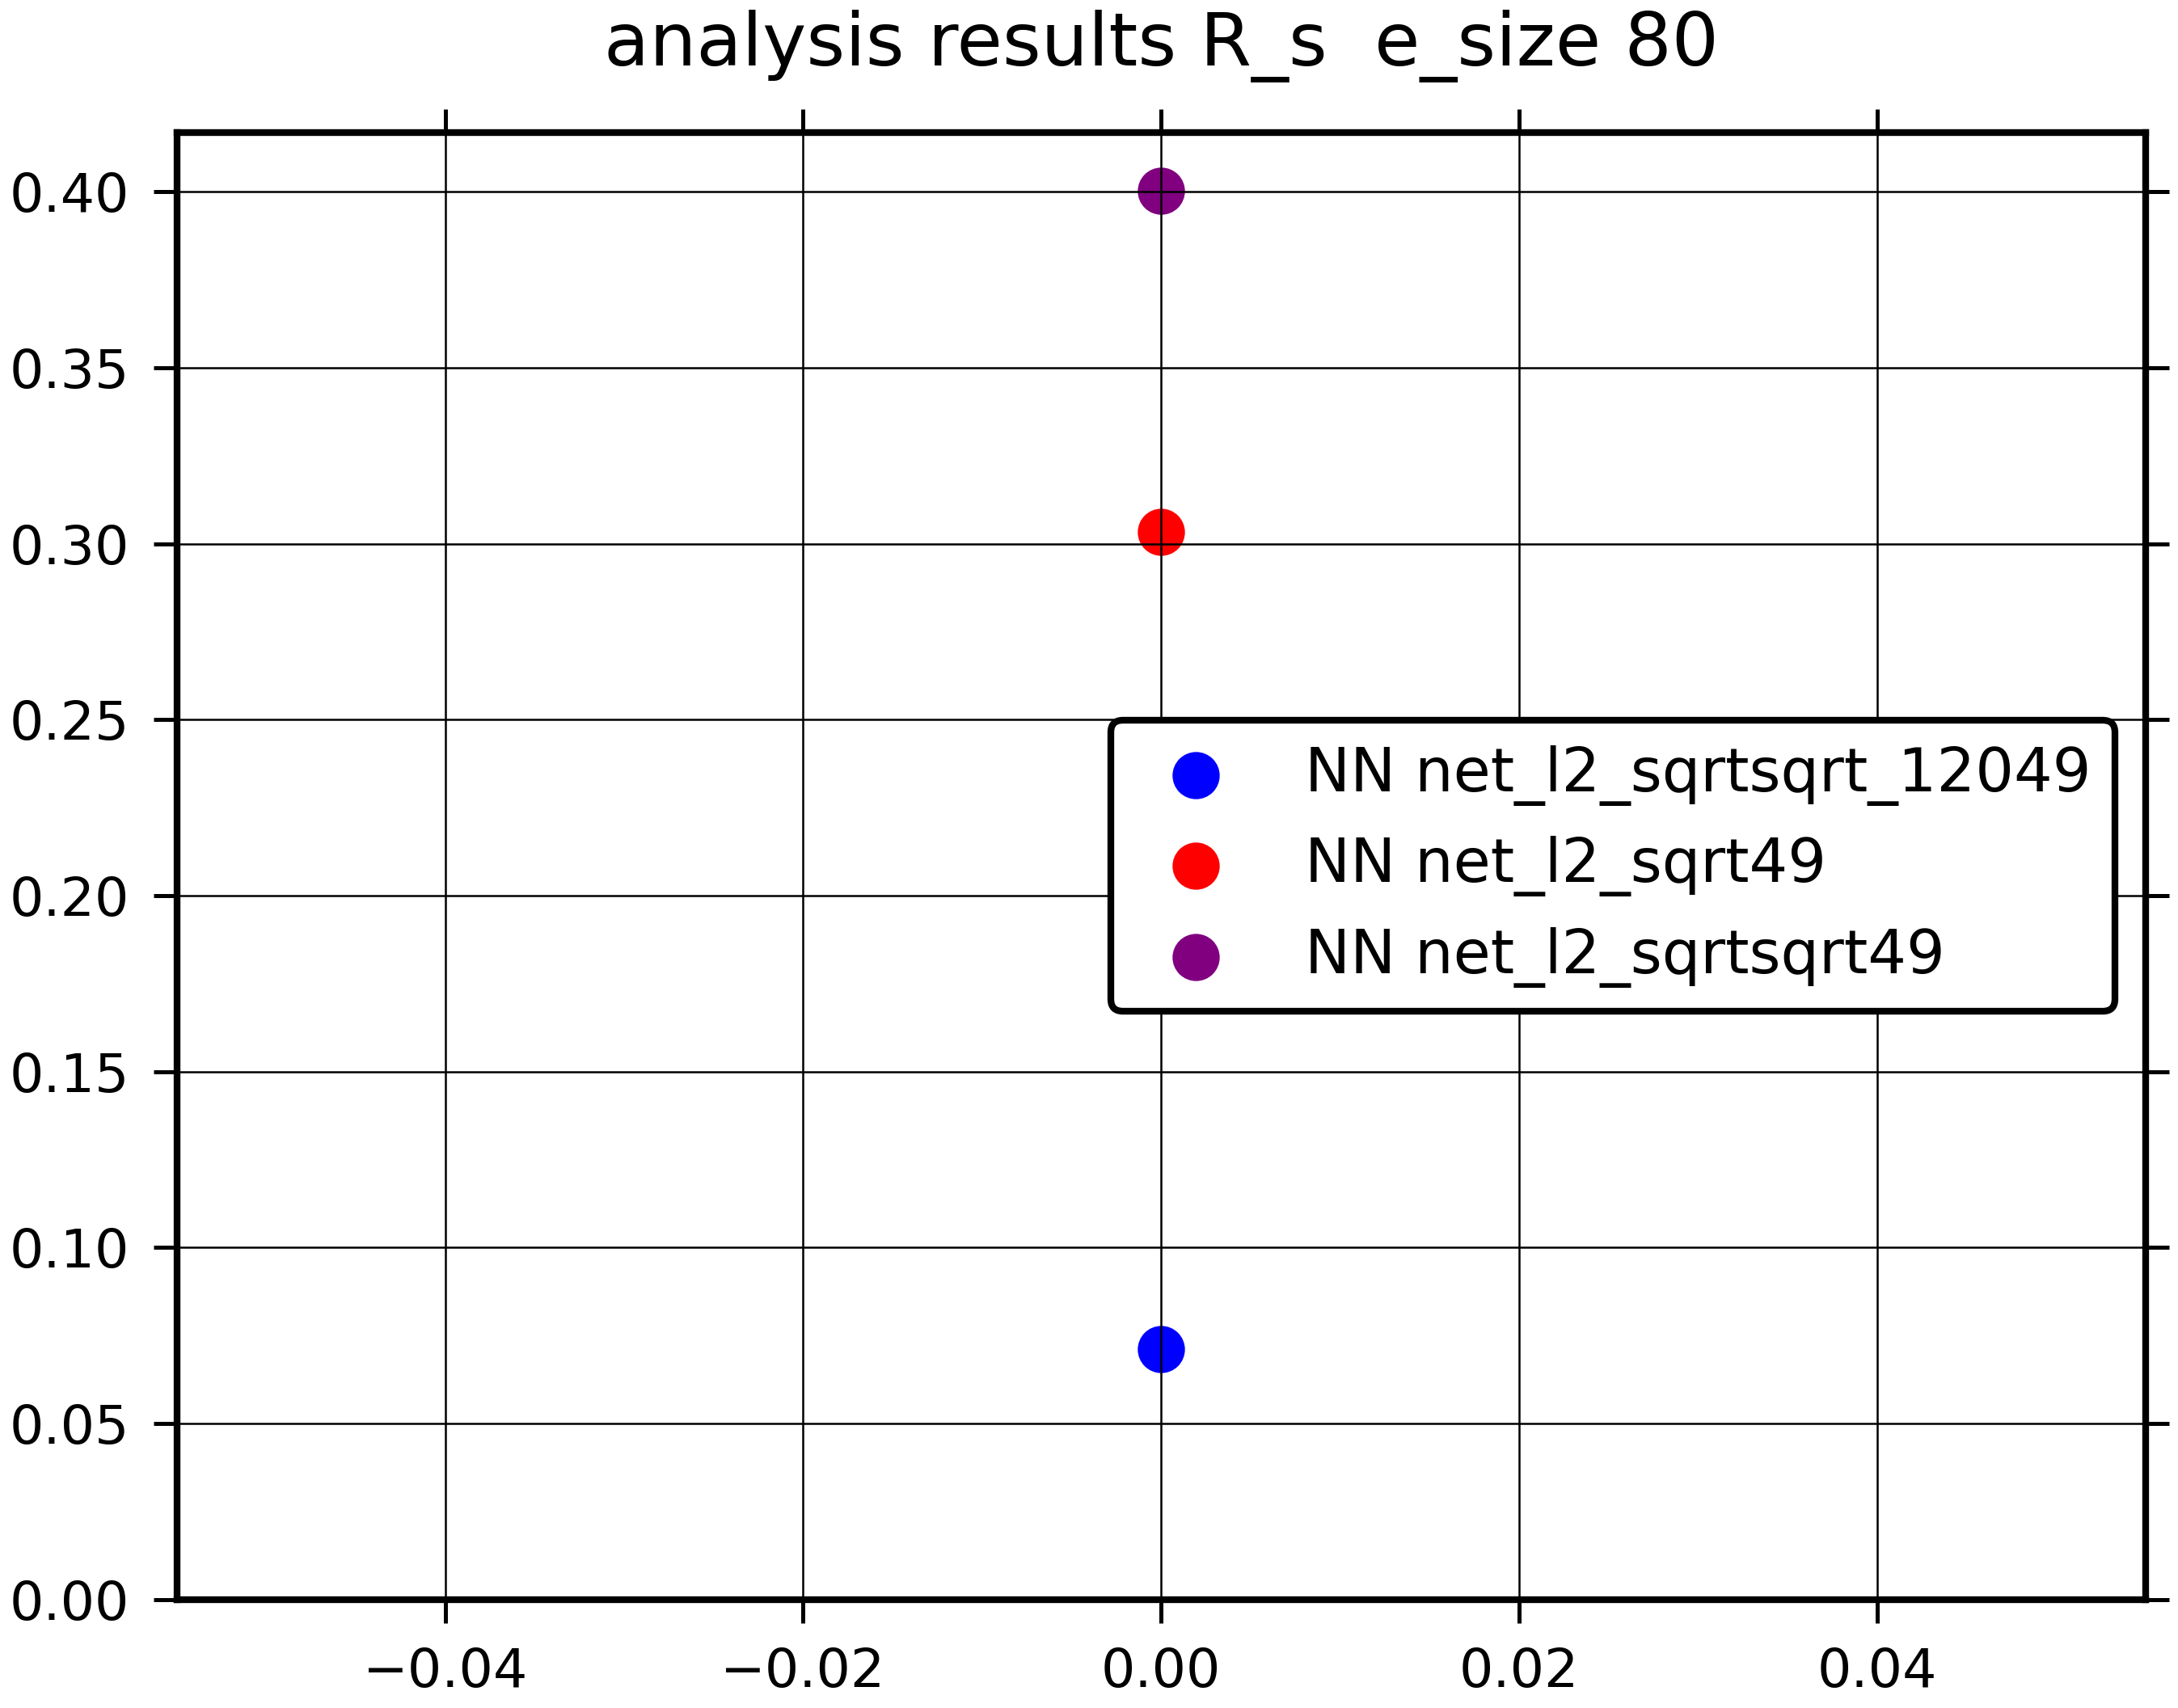 analysis results R_s  e_size 80
0.40
0.35
0.30
0.25
0.20
0.15
0.10
0.05
0.00
NN net_l2_sqrtsqrt_12049
NN net_l2_sqrt49
NN net_l2_sqrtsqrt49
−0.04 −0.02 0.00 0.02 0.04